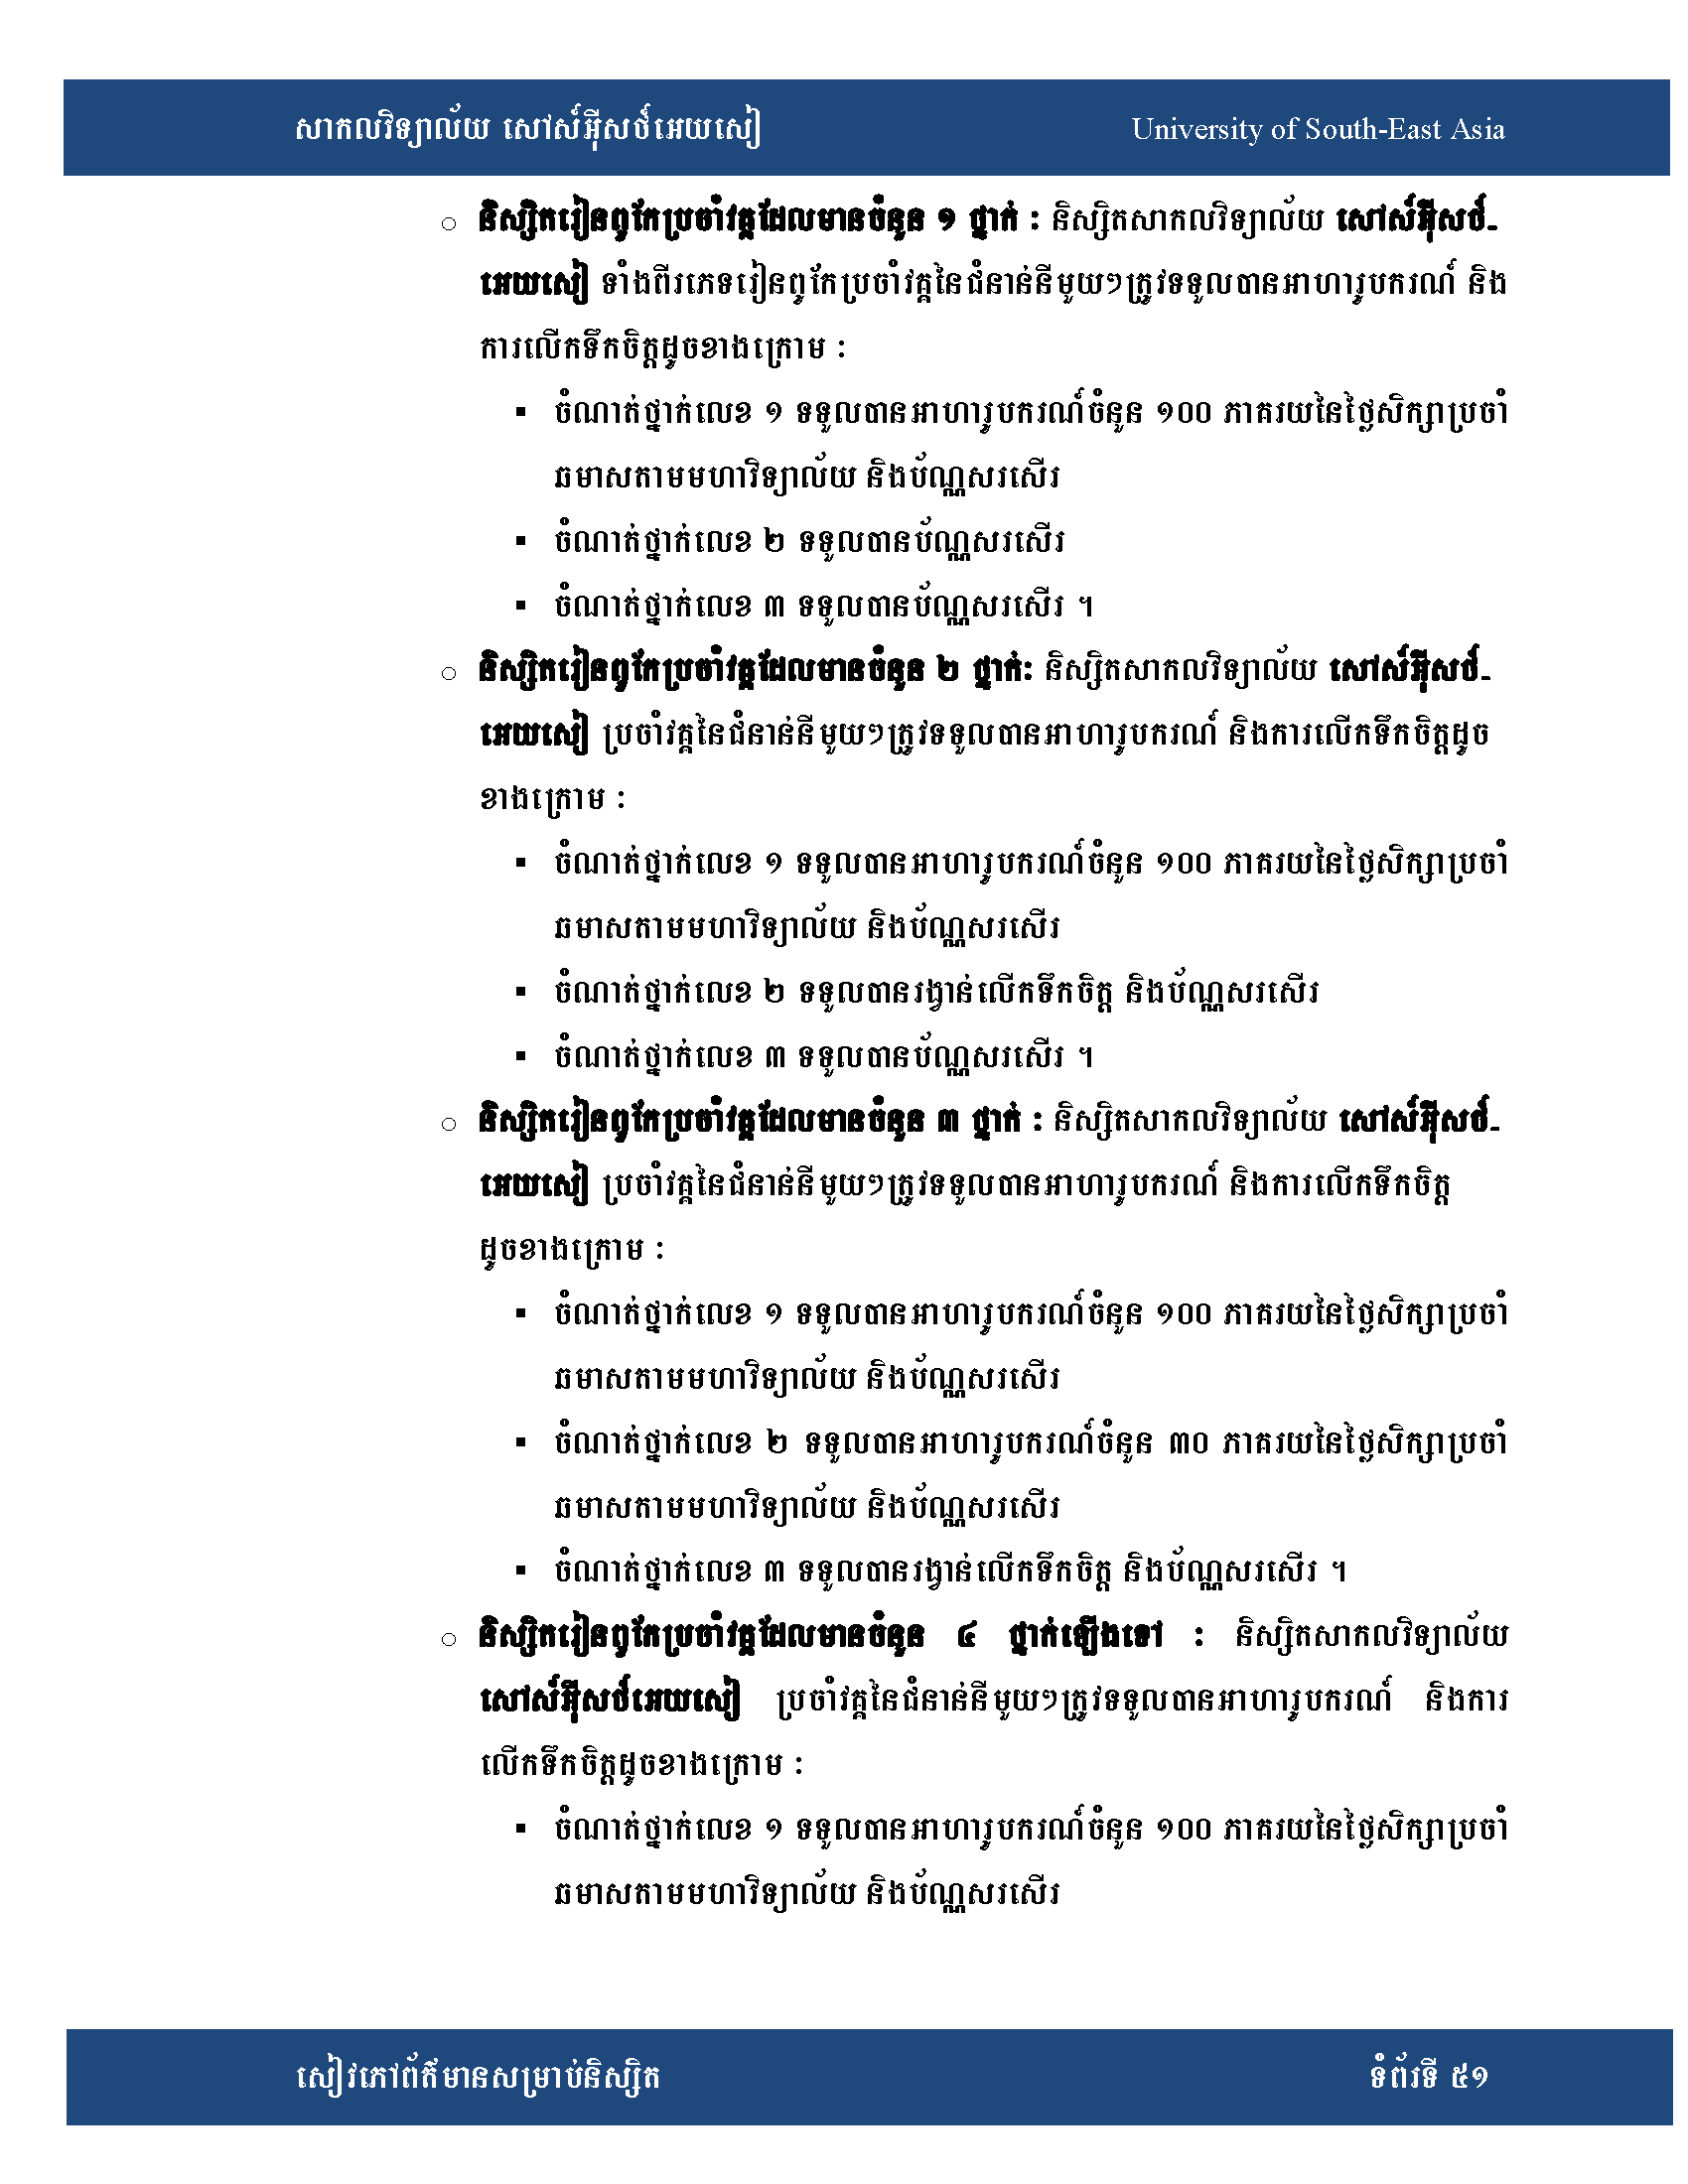 សាកលវិទ្យាល័យ សៅស៍អ៊ីសថ៍អេយសៀ University of South-East Asia
○ និស្សិតរៀនពូកែប្រចាំវគ្គដែលមានចំនួន ១ ថ្នាក់ : និស្សិតសាកលវិទ្យាល័យ សៅស៍អ៊ីសថ៍-
អេយសៀ ទាំងពីរភេទរៀនពូកែប្រចាំវគ្គនៃជំនាន់នីមួយៗត្រូវទទួលបានអាហារូបករណ៍ និង
ការលើកទឹកចិត្តដូចខាងក្រោម :
▪ ចំណាត់ថ្នាក់លេខ ១ ទទួលបានអាហារូបករណ៍ចំនួន ១០០ ភាគរយនៃថ្លៃសិក្សាប្រចាំ
ឆមាសតាមមហាវិទ្យាល័យ និងប័ណ្ណសរសើរ
▪ ចំណាត់ថ្នាក់លេខ ២ ទទួលបានប័ណ្ណសរសើរ
▪ ចំណាត់ថ្នាក់លេខ ៣ ទទួលបានប័ណ្ណសរសើរ ។
○ និស្សិតរៀនពូកែប្រចាំវគ្គដែលមានចំនួន ២ ថ្នាក់: និស្សិតសាកលវិទ្យាល័យ សៅស៍អ៊ីសថ៍-
អេយសៀ ប្រចាំវគ្គនៃជំនាន់នីមួយៗត្រូវទទួលបានអាហារូបករណ៍ និងការលើកទឹកចិត្តដូច
ខាងក្រោម :
▪ ចំណាត់ថ្នាក់លេខ ១ ទទួលបានអាហារូបករណ៍ចំនួន ១០០ ភាគរយនៃថ្លៃសិក្សាប្រចាំ
ឆមាសតាមមហាវិទ្យាល័យ និងប័ណ្ណសរសើរ
▪ ចំណាត់ថ្នាក់លេខ ២ ទទួលបានរង្វាន់លើកទឹកចិត្ត និងប័ណ្ណសរសើរ
▪ ចំណាត់ថ្នាក់លេខ ៣ ទទួលបានប័ណ្ណសរសើរ ។
○ និស្សិតរៀនពូកែប្រចាំវគ្គដែលមានចំនួន ៣ ថ្នាក់ : និស្សិតសាកលវិទ្យាល័យ សៅស៍អ៊ីសថ៍-
អេយសៀ ប្រចាំវគ្គនៃជំនាន់នីមួយៗត្រូវទទួលបានអាហារូបករណ៍ និងការលើកទឹកចិត្ត
ដូចខាងក្រោម :
▪ ចំណាត់ថ្នាក់លេខ ១ ទទួលបានអាហារូបករណ៍ចំនួន ១០០ ភាគរយនៃថ្លៃសិក្សាប្រចាំ
ឆមាសតាមមហាវិទ្យាល័យ និងប័ណ្ណសរសើរ
▪ ចំណាត់ថ្នាក់លេខ ២ ទទួលបានអាហារូបករណ៍ចំនួន ៣០ ភាគរយនៃថ្លៃសិក្សាប្រចាំ
ឆមាសតាមមហាវិទ្យាល័យ និងប័ណ្ណសរសើរ
▪ ចំណាត់ថ្នាក់លេខ ៣ ទទួលបានរង្វាន់លើកទឹកចិត្ត និងប័ណ្ណសរសើរ ។
○ និស្សិតរៀនពូកែប្រចាំវគ្គដែលមានចំនួន ៤ ថ្នាក់ឡើងទៅ : និស្សិតសាកលវិទ្យាល័យ
សៅស៍អ៊ីសថ៍អេយសៀ ប្រចាំវគ្គនៃជំនាន់នីមួយៗត្រូវទទួលបានអាហារូបករណ៍ និងការ
លើកទឹកចិត្តដូចខាងក្រោម :
▪ ចំណាត់ថ្នាក់លេខ ១ ទទួលបានអាហារូបករណ៍ចំនួន ១០០ ភាគរយនៃថ្លៃសិក្សាប្រចាំ
ឆមាសតាមមហាវិទ្យាល័យ និងប័ណ្ណសរសើរ
សៀវភៅព័ត៌មានសម្រាប់និស្សិត ទំព័រទី ៥១